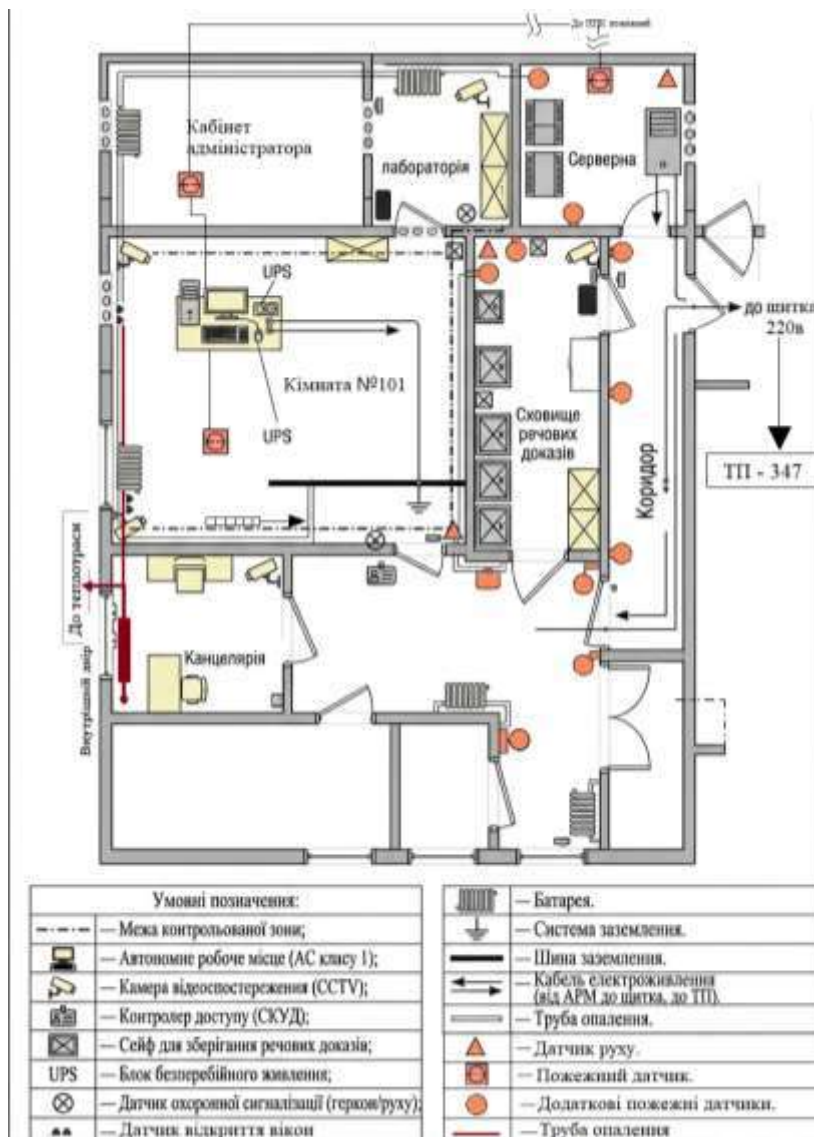 До ПЦК пожежний
Кабінет
адміністратора
лабораторія
Серверна
UPS
до щитка
220в
Кімната №101
Сховище
речових
доказів
UPS
ТП - 347
Коридор
До теплотраси
Внутрішній двір
Канцелярія
Умовні позначення:
— Межа контрольованої зони;
— Автономне робоче місце (АС класу 1);
— Камера відеоспостереження (CCTV);
— Контролер доступу (СКУД);
— Сейф для зберігання речових доказів;
UPS — Блок безперебійного живлення;
— Датчик охоронної сигналізації (геркон/руху);
— Датчик відкриття вікон
— Батарея.
— Система заземлення.
— Шина заземлення.
— Кабель електроживлення
(від АРМ до щитка, до ТП).
— Труба опалення.
— Датчик руху.
— Пожежний датчик.
— Додаткові пожежні датчики.
— Труба опалення